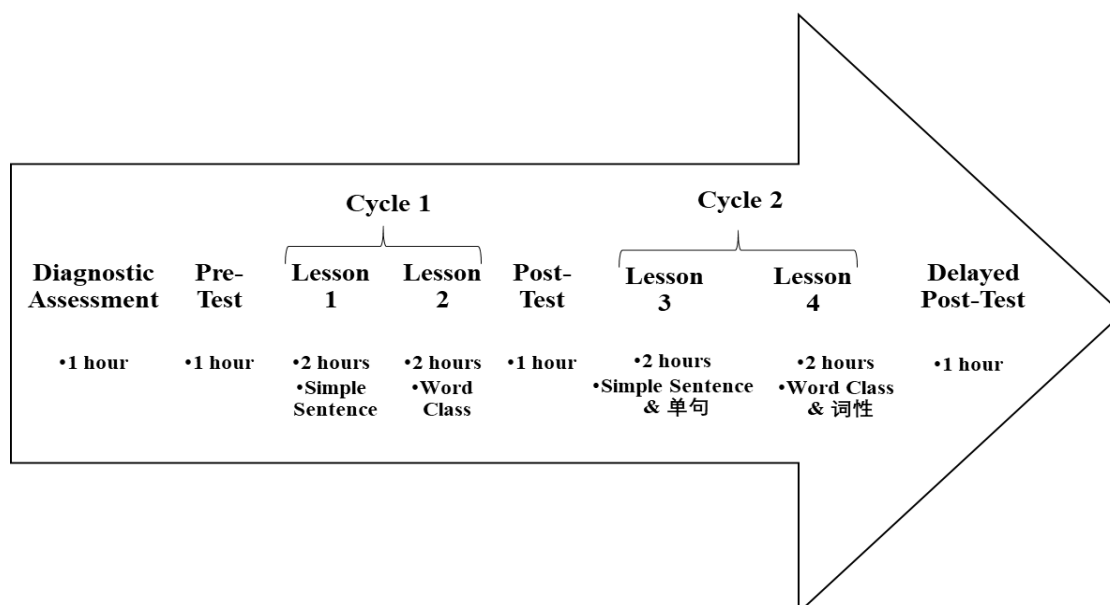 Cycle 1
Cycle 2
Diagnostic
Assessment
Pre-
Test
Lesson
1
Lesson
2
Post-
Test
Lesson
3
Lesson
4
Delayed
Post-Test
•1 hour
•1 hour
•2 hours
•Simple
Sentence
•2 hours
•Word
Class
•1 hour
•2 hours
•Simple Sentence
& 单句
•2 hours
•Word Class
& 词性
•1 hour